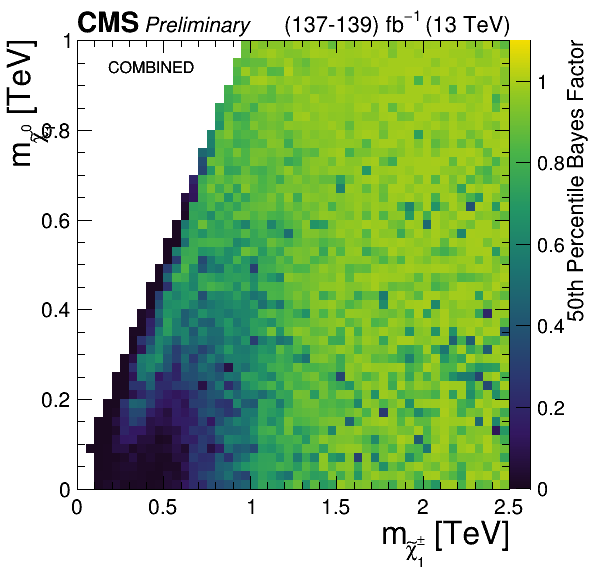 CMS Preliminary (137-139) fb⁻¹ (13 TeV)
COMBINED
m_χ̃₁⁰ [TeV]
1
0.8
0.6
0.4
0.2
0
0 0.5 1 1.5 2 2.5
m_χ̃₁± [TeV]
1
0.8
0.6
0.4
0.2
0
50th Percentile Bayes Factor